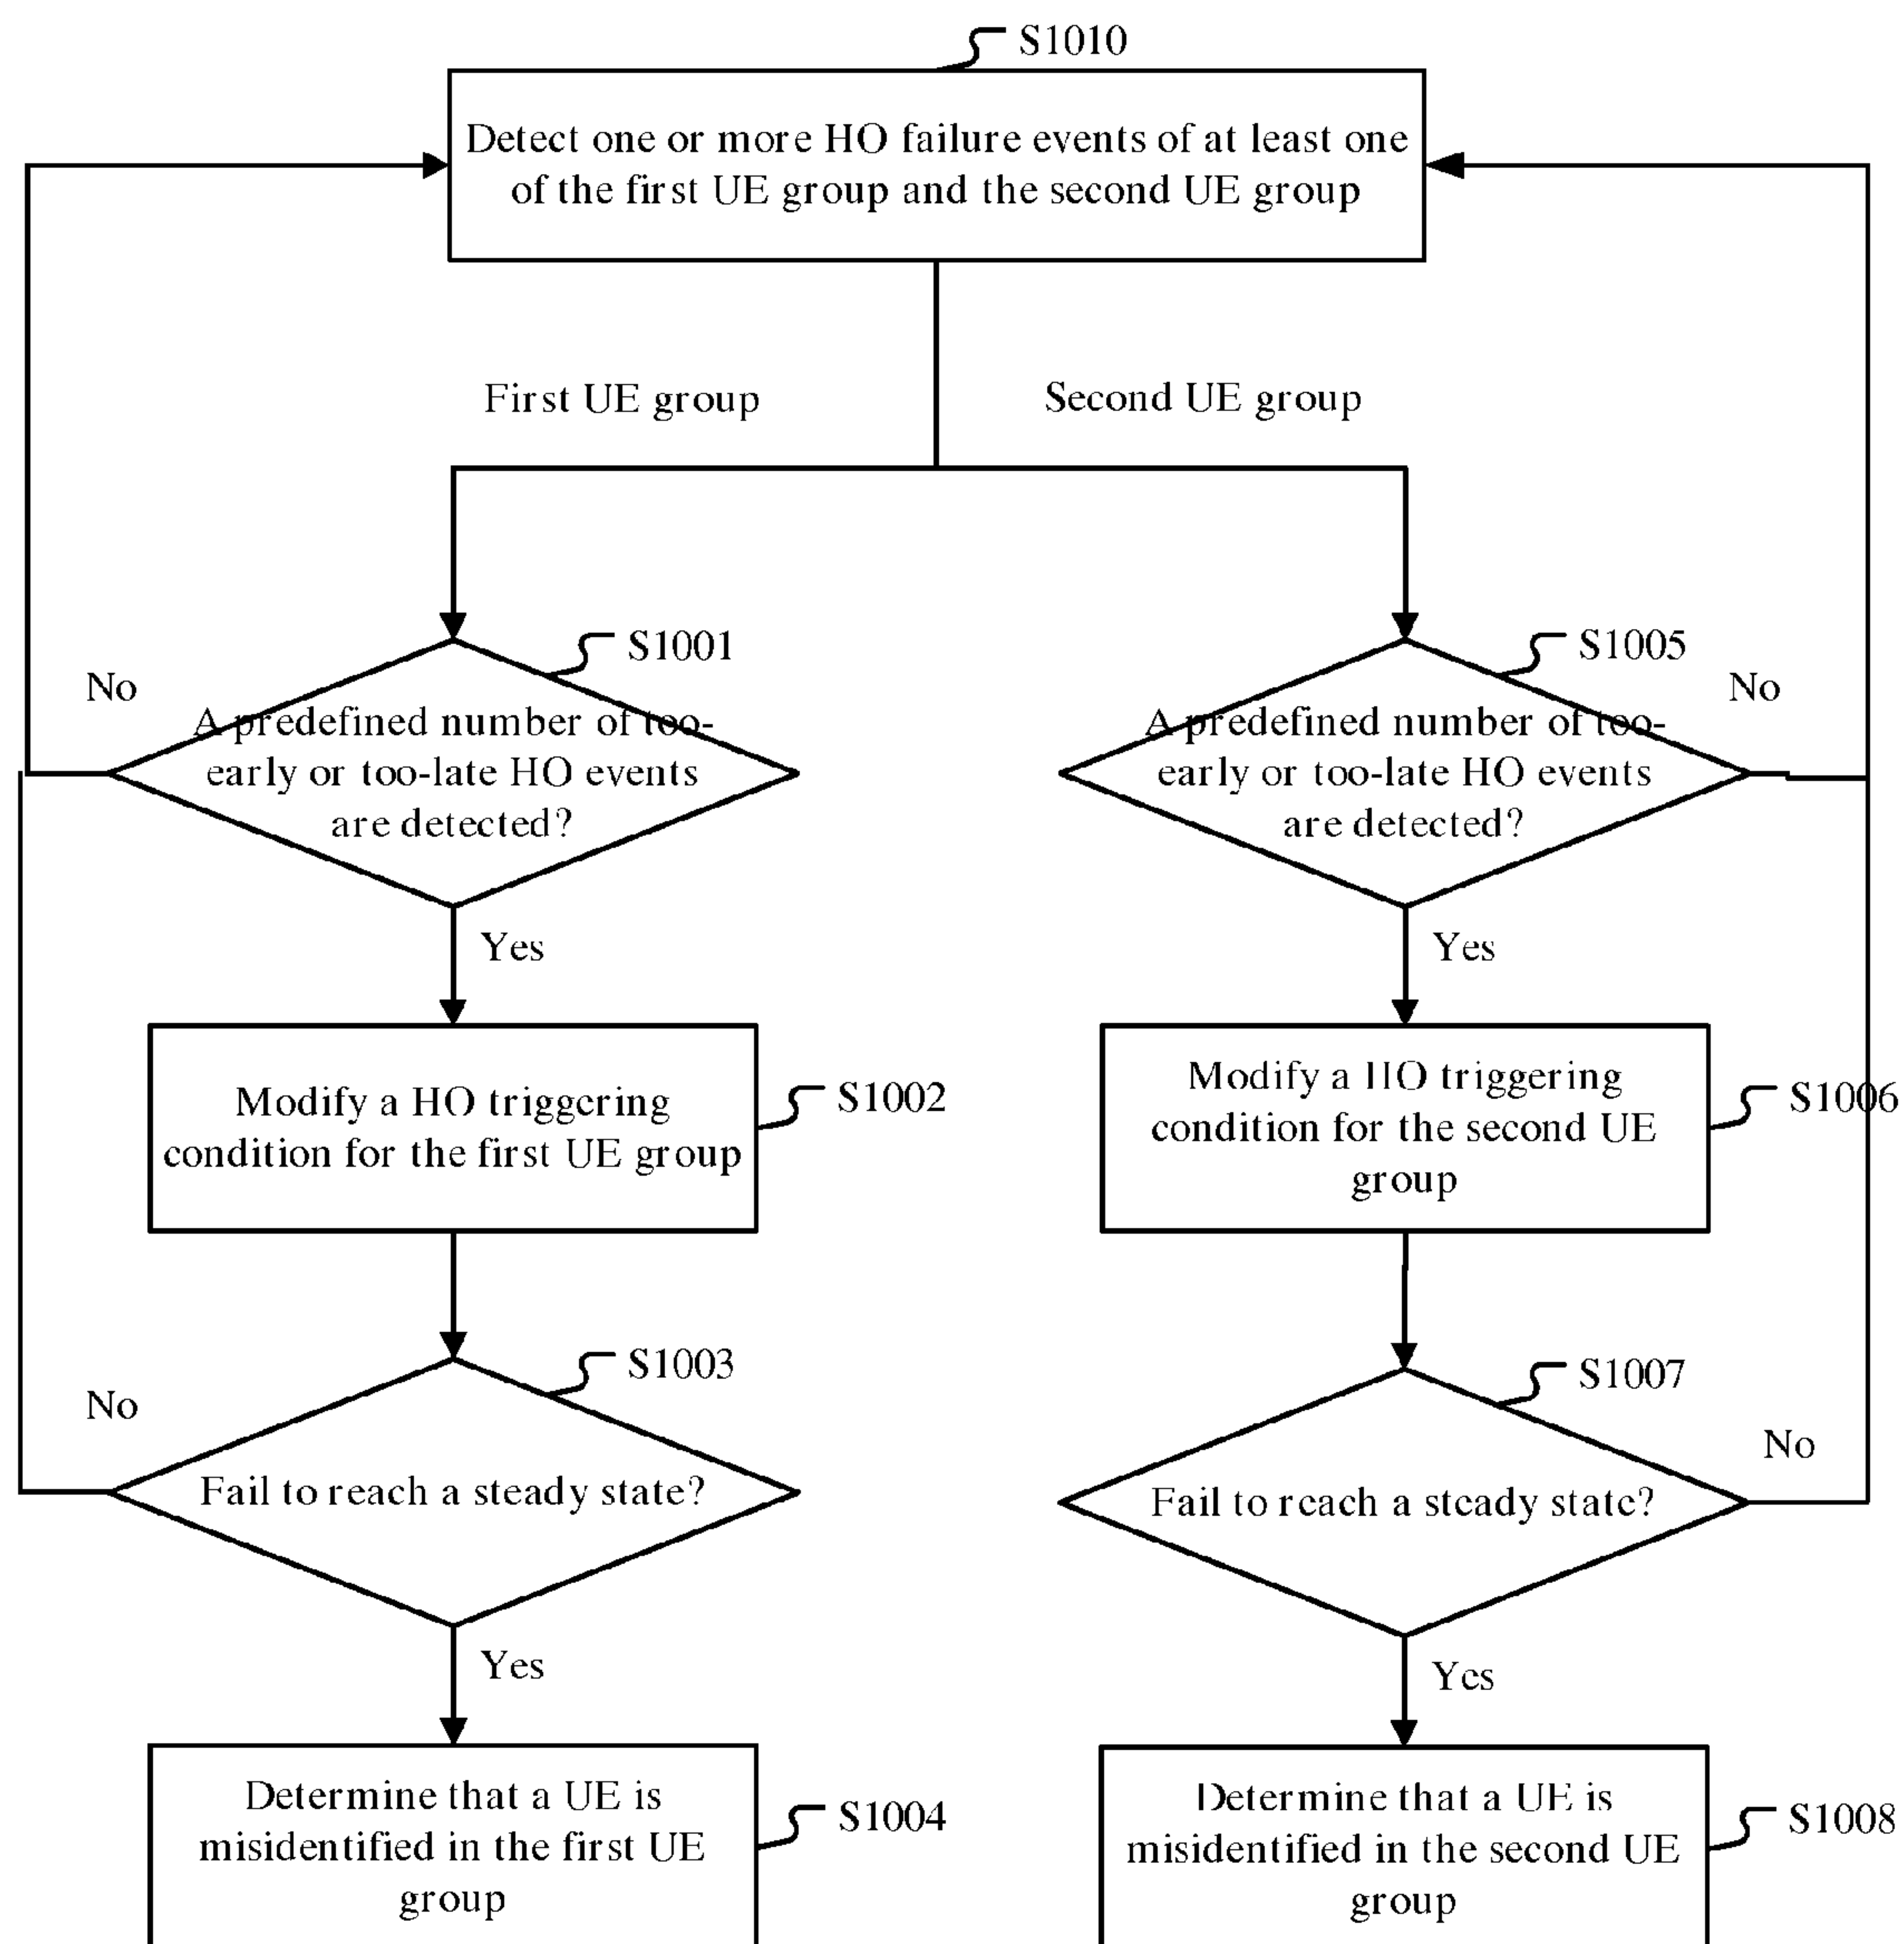 S1010
Detect one or more HO failure events of at least one
of the first UE group and the second UE group
First UE group
Second UE group
S1001
S1005
No
No
A predefined number of too-
early or too-late HO events
are detected?
A predefined number of too-
early or too-late HO events
are detected?
Yes
Yes
Modify a HO triggering
condition for the first UE group
S1002
Modify a HO triggering
condition for the second UE
group
S1006
S1003
S1007
No
No
Fail to reach a steady state?
Fail to reach a steady state?
Yes
Yes
Determine that a UE is
misidentified in the first UE
group
S1004
Determine that a UE is
misidentified in the second UE
group
S1008